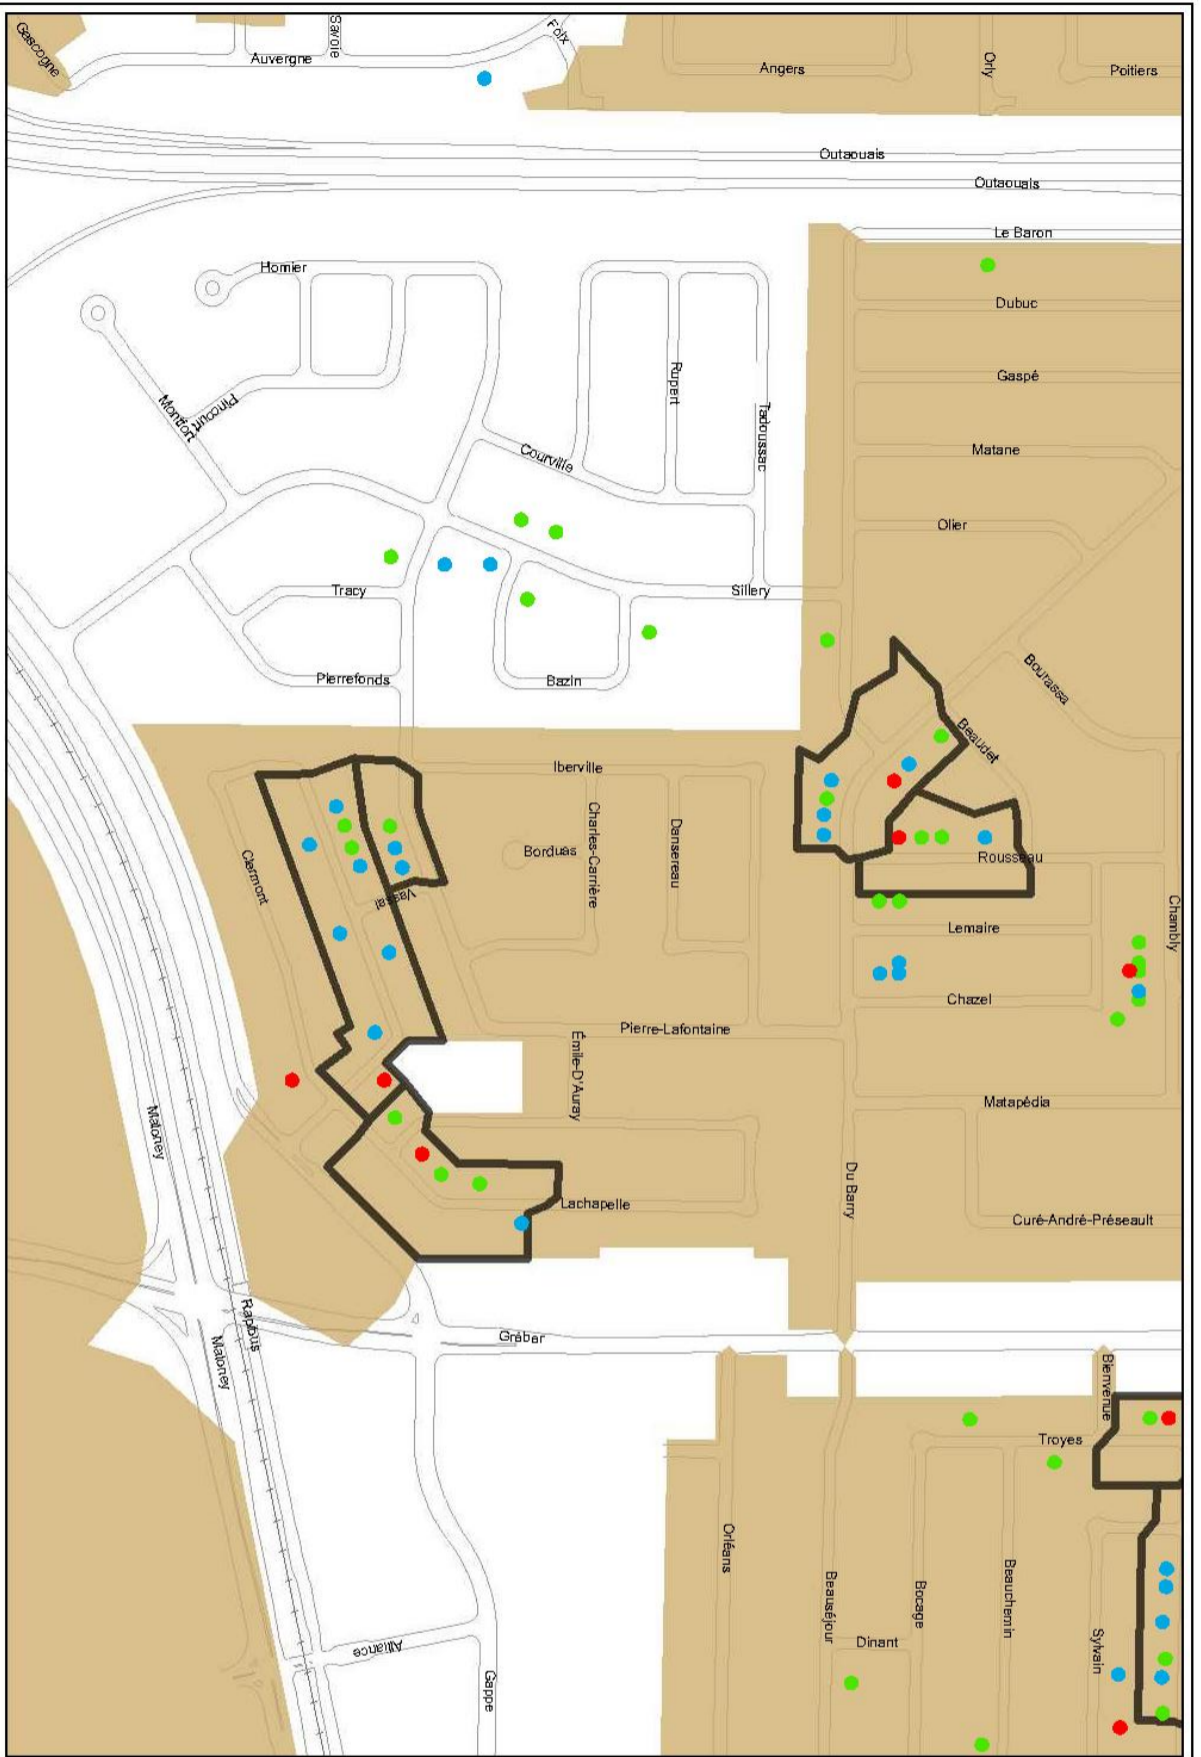 Gascogne
Savoie
Foix
Auvergne
Angers
Orly
Poitiers
Outaouais
Outaouais
Le Baron
Homier
Dubuc
Rupert
Gaspé
Montfort
Pincourt
Tadoussac
Courville
Matane
Olier
Tracy
Sillery
Pierrefonds
Bazin
Bourassa
Beaudet
Iberville
Clermont
Borduas
Charles-Carrière
Dansereau
Rousseau
Vassal
Lemaire
Chambly
Chazel
Pierre-Lafontaine
Émile-D'Auray
Matapédia
Maloney
Du Barry
Lachapelle
Curé-André-Préseault
Rapibus
Maloney
Gréber
Bienvenue
Troyes
Orléans
Beauséjour
Bocage
Beauchemin
Sylvain
Dinant
Alliance
Gappe